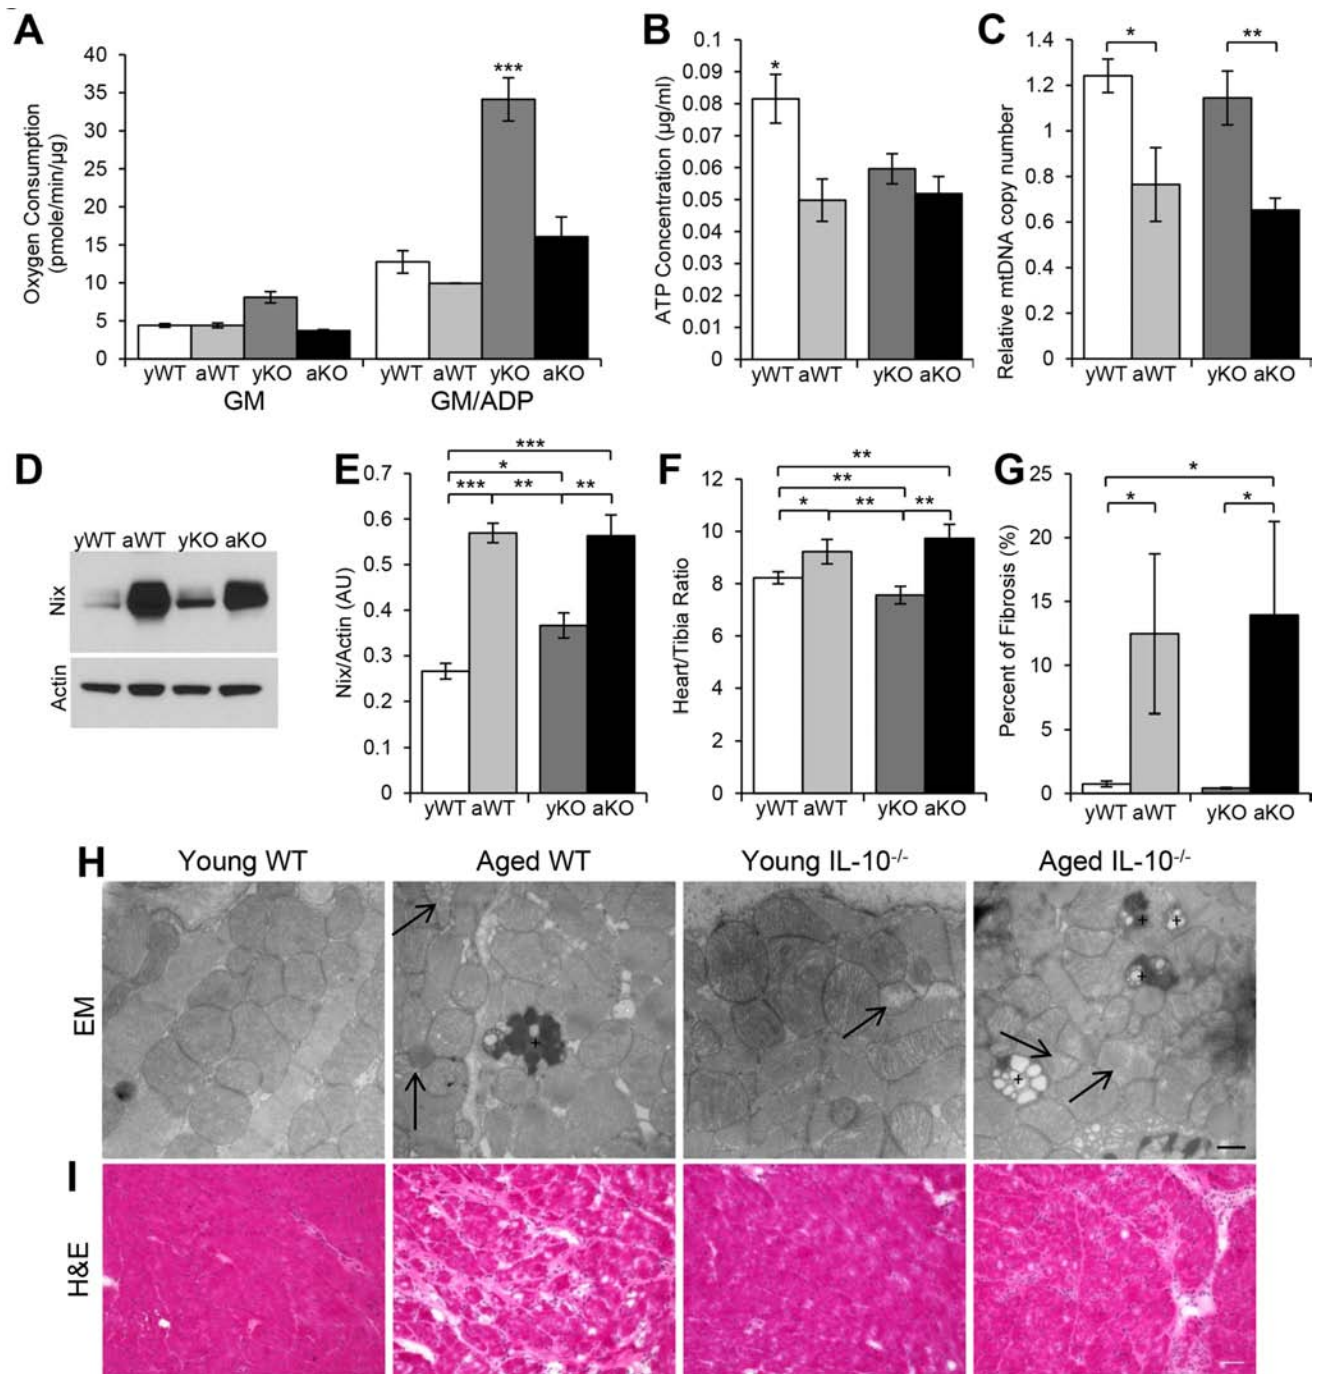 A
B
C
Oxygen Consumption
(pmole/min/µg)
40
35
30
25
20
15
10
5
0
***
yWT aWT yKO aKO yWT aWT yKO aKO
GM GM/ADP
ATP Concentration (µg/ml)
0.1
0.09
0.08
0.07
0.06
0.05
0.04
0.03
0.02
0.01
0
*
yWT aWT yKO aKO
Relative mtDNA copy number
1.4
1.2
1
0.8
0.6
0.4
0.2
0
* **
yWT aWT yKO aKO
D
yWT aWT yKO aKO
Nix
Actin
E
Nix/Actin (AU)
0.7
0.6
0.5
0.4
0.3
0.2
0.1
0
***
*
*** ** **
yWT aWT yKO aKO
F
Heart/Tibia Ratio
12
10
8
6
4
2
0
**
**
* ** **
yWT aWT yKO aKO
G
Percent of Fibrosis (%)
25
20
15
10
5
0
*
* *
yWT aWT yKO aKO
H
Young WT Aged WT Young IL-10-/- Aged IL-10-/-
EM
+ + + + +
I
H&E